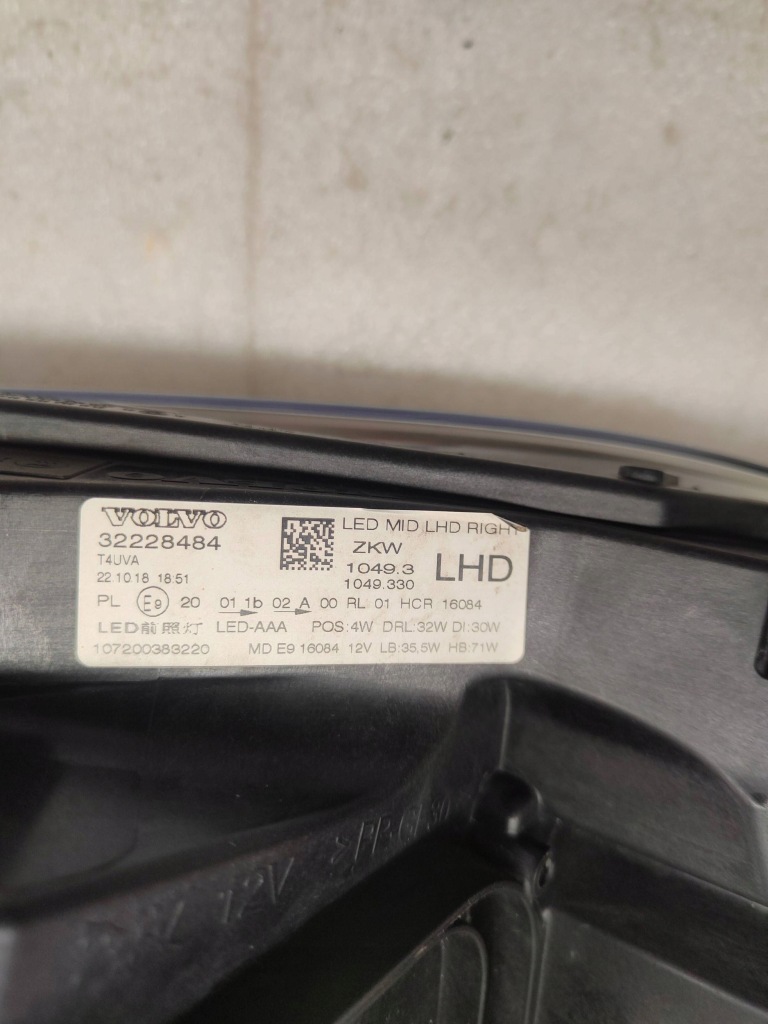 VOLVO
32228484
T4UVA
22.10.18 18:51
LED MID LHD RIGHT
ZKW
1049.3
1049.330
LHD
PL E9 20 01 1b 02 A 00 RL 01 HCR 16084
LED前照灯 LED-AAA POS:4W DRL:32W DI:30W
107200383220 MD E9 16084 12V LB:35,5W HB:71W
12V